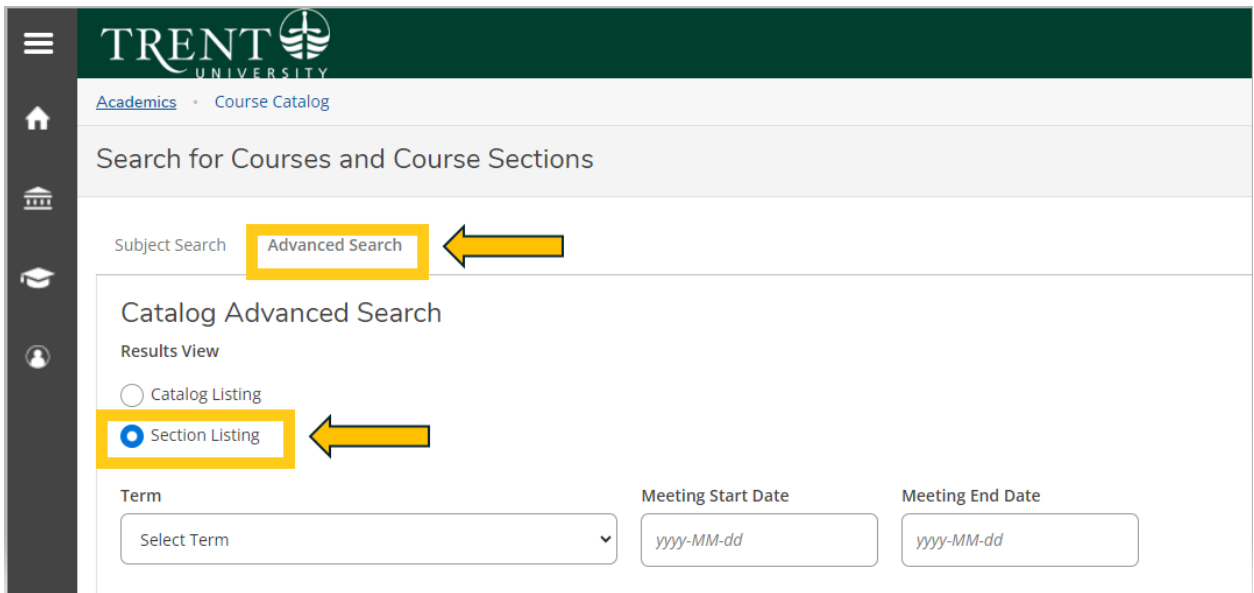 TRENT
UNIVERSITY
Academics · Course Catalog
Search for Courses and Course Sections
Subject Search Advanced Search
Catalog Advanced Search
Results View
Catalog Listing
Section Listing
Term Meeting Start Date Meeting End Date
Select Term yyyy-MM-dd yyyy-MM-dd